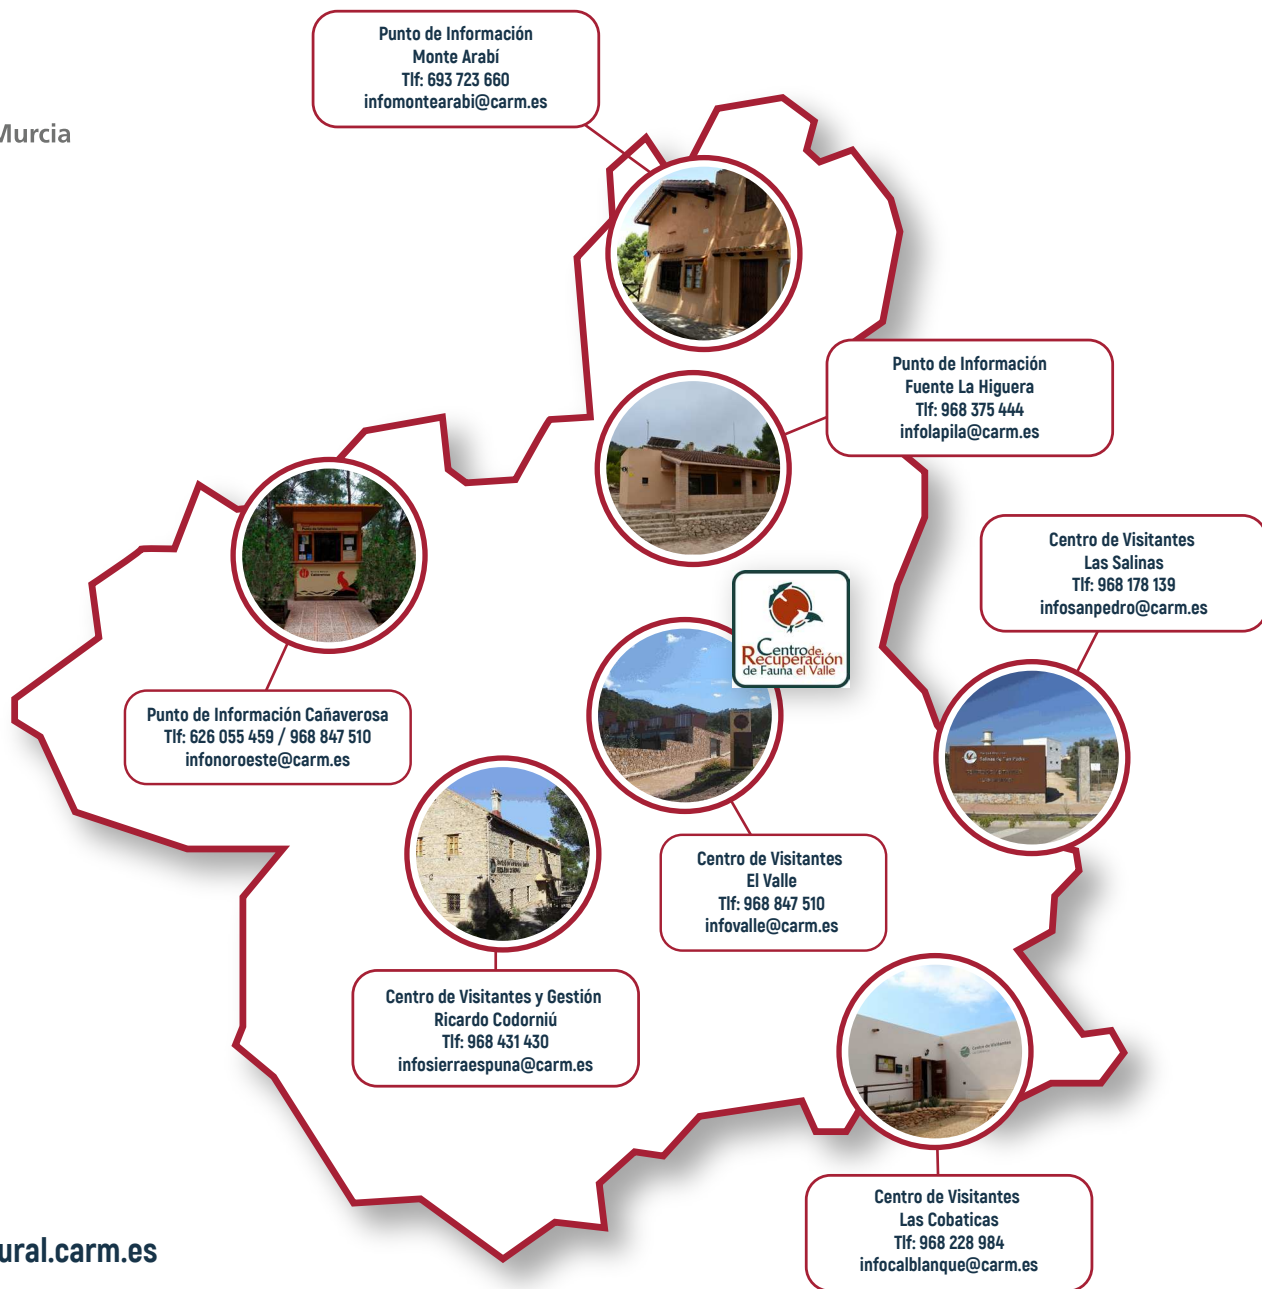 Punto de Información
Monte Arabí
Tlf: 693 723 660
infomontearabi@carm.es
Murcia
Punto de Información
Fuente La Higuera
Tlf: 968 375 444
infolapila@carm.es
Centro de Visitantes
Las Salinas
Tlf: 968 178 139
infosanpedro@carm.es
Centro de
Recuperación
de Fauna el Valle
Punto de Información Cañaverosa
Tlf: 626 055 459 / 968 847 510
infonoroeste@carm.es
Centro de Visitantes
El Valle
Tlf: 968 847 510
infovalle@carm.es
Centro de Visitantes y Gestión
Ricardo Codorniú
Tlf: 968 431 430
infosierraespuna@carm.es
Centro de Visitantes
Centro de Visitantes
Las Cobaticas
Tlf: 968 228 984
infocalblanque@carm.es
ural.carm.es